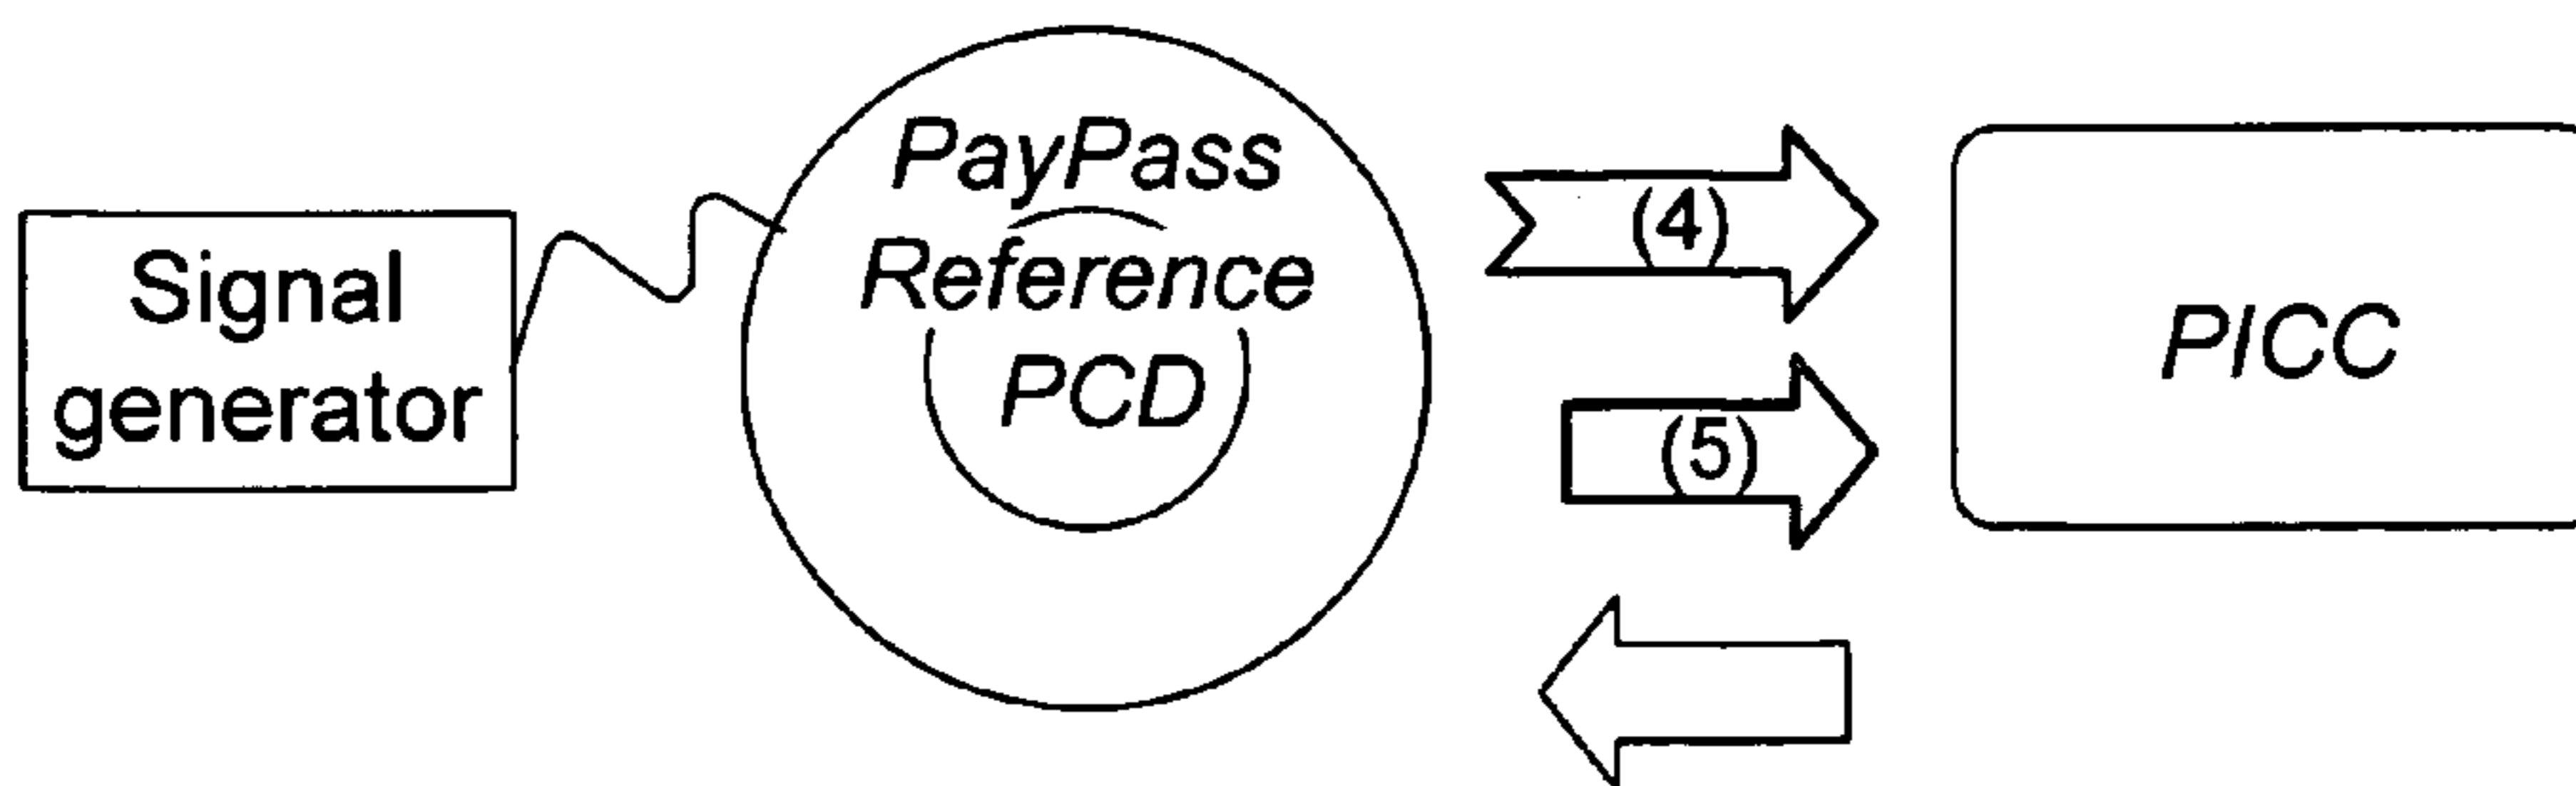 Signal
generator
PayPass
Reference
PCD
(4)
(5)
PICC